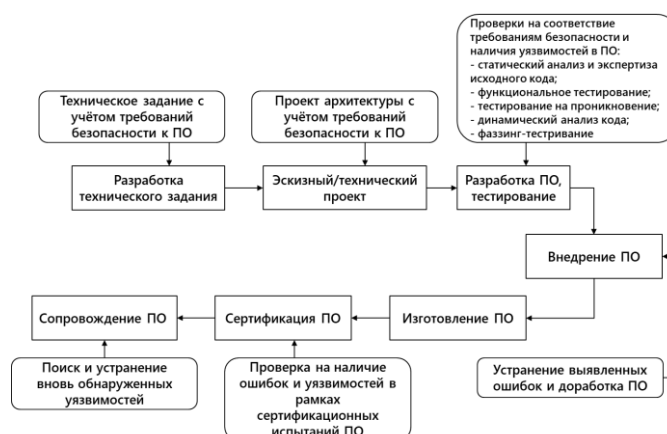 Проверки на соответствие
требованиям безопасности и
наличия уязвимостей в ПО:
- статический анализ и экспертиза
исходного кода;
- функциональное тестирование;
- тестирование на проникновение;
- динамический анализ кода;
- фаззинг-тестривание
Техническое задание с
учётом требований
безопасности к ПО
Проект архитектуры с
учётом требований
безопасности к ПО
Разработка
технического задания
Эскизный/технический
проект
Разработка ПО,
тестирование
Внедрение ПО
Сопровождение ПО
Сертификация ПО
Изготовление ПО
Поиск и устранение
вновь обнаруженных
уязвимостей
Проверка на наличие
ошибок и уязвимостей в
рамках
сертификационных
испытаний ПО
Устранение выявленных
ошибок и доработка ПО